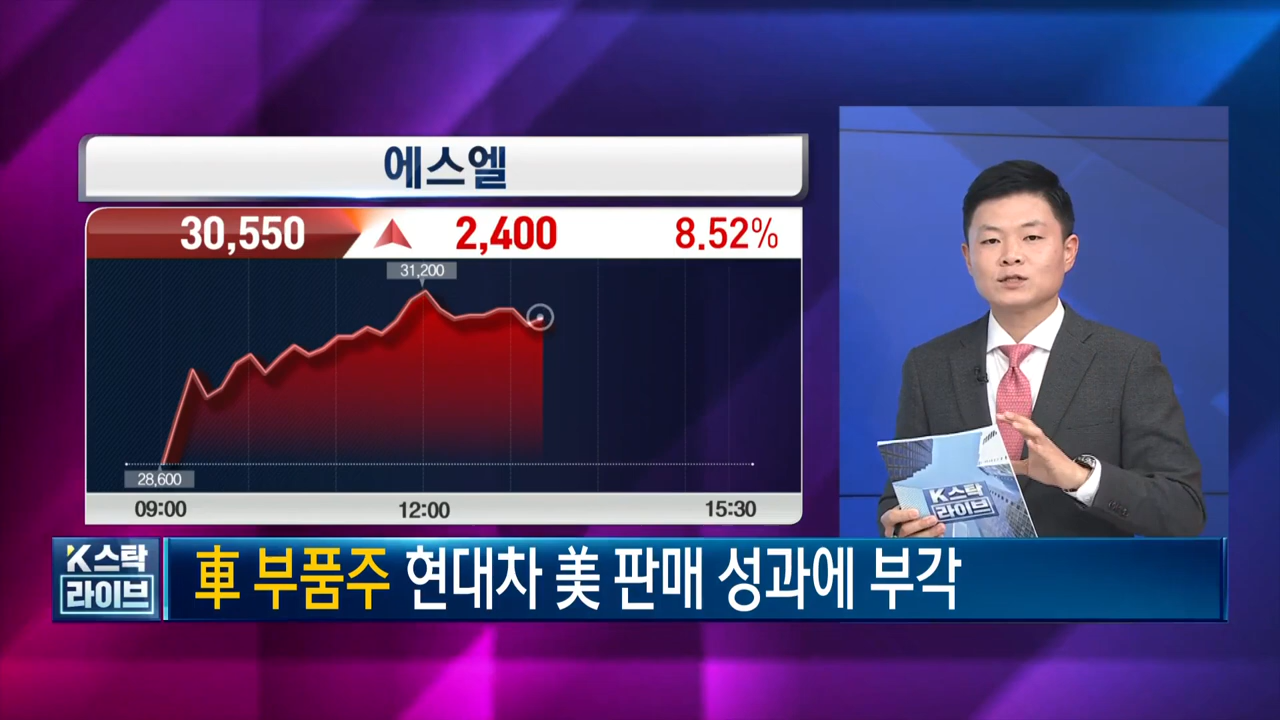 에스엘
30,550 ▲ 2,400 8.52%
31,200
28,600
09:00 12:00 15:30
K스탁
라이브
K스탁
라이브
車 부품주 현대차 美 판매 성과에 부각